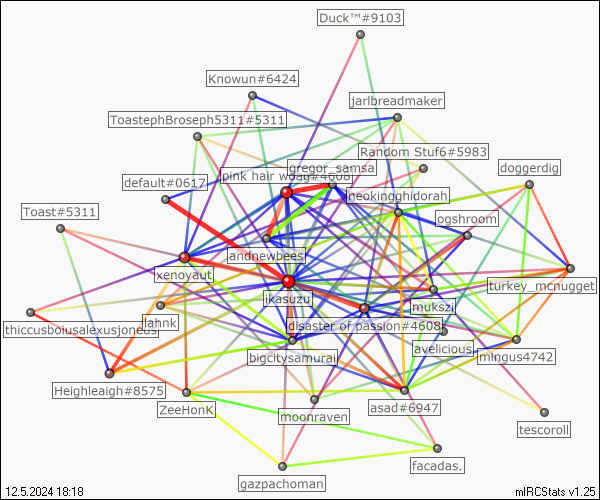 Duck™#9103
Knowun#6424
jarlbreadmaker
ToastephBroseph5311#5311
Random Stuf6#5983
gregor_samsa
doggerdig
pink hair woag#4608
default#0617
neokingghidorah
Toast#5311
ogshroom
andnewbees
xenoyaut
turkey_mcnugget
ikasuzu
mukszi
lahnk
thiccusboiusalexusjoneus
disaster of passion#4608
avelicious
bigcitysamurai
mingus4742
Heighleaigh#8575
ZeeHonK
asad#6947
moonraven
tescoroll
facadas.
gazpachoman
12.5.2024 18:18
mIRCStats v1.25